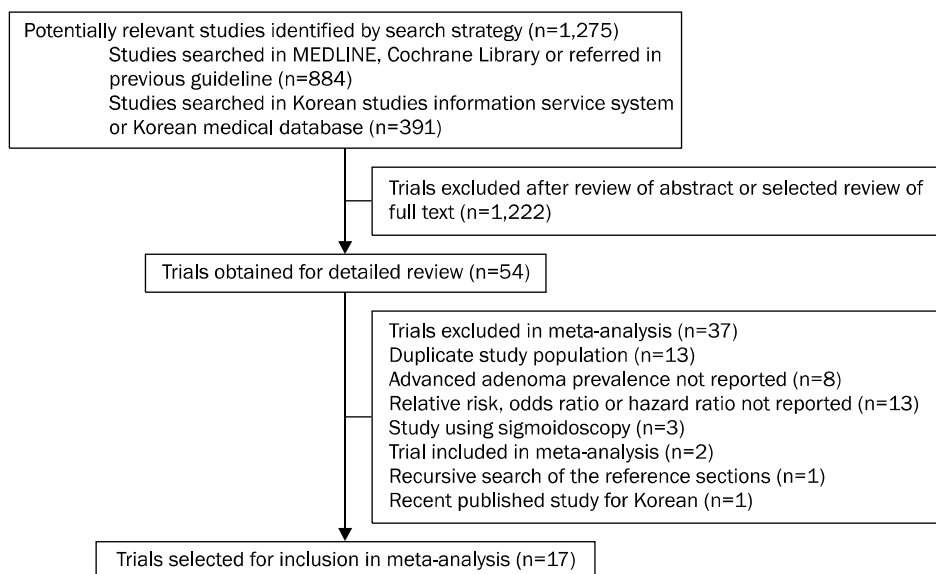 Potentially relevant studies identified by search strategy (n=1,275)
Studies searched in MEDLINE, Cochrane Library or referred in
previous guideline (n=884)
Studies searched in Korean studies information service system
or Korean medical database (n=391)
Trials excluded after review of abstract or selected review of
full text (n=1,222)
Trials obtained for detailed review (n=54)
Trials excluded in meta-analysis (n=37)
Duplicate study population (n=13)
Advanced adenoma prevalence not reported (n=8)
Relative risk, odds ratio or hazard ratio not reported (n=13)
Study using sigmoidoscopy (n=3)
Trial included in meta-analysis (n=2)
Recursive search of the reference sections (n=1)
Recent published study for Korean (n=1)
Trials selected for inclusion in meta-analysis (n=17)